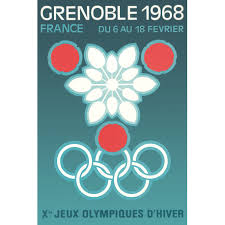 GRENOBLE 1968
FRANCE DU 6 AU 18 FEVRIER
Xes JEUX OLYMPIQUES D'HIVER